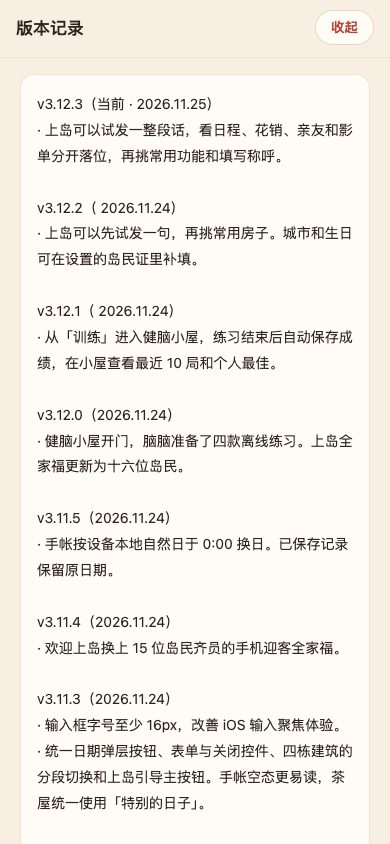 版本记录
收起
v3.12.3（当前 · 2026.11.25）
· 上岛可以试发一整段话，看日程、花销、亲友和影
单分开落位，再挑常用功能和填写称呼。
v3.12.2（ 2026.11.24）
· 上岛可以先试发一句，再挑常用房子。城市和生日
可在设置的岛民证里补填。
v3.12.1（ 2026.11.24）
· 从「训练」进入健脑小屋，练习结束后自动保存成
绩，在小屋查看最近 10 局和个人最佳。
v3.12.0（2026.11.24）
· 健脑小屋开门，脑脑准备了四款离线练习。上岛全
家福更新为十六位岛民。
v3.11.5（2026.11.24）
· 手帐按设备本地自然日于 0:00 换日。已保存记录
保留原日期。
v3.11.4（2026.11.24）
· 欢迎上岛换上 15 位岛民齐员的手机迎客全家福。
v3.11.3（2026.11.24）
· 输入框字号至少 16px，改善 iOS 输入聚焦体验。
· 统一日期弹层按钮、表单与关闭控件、四栋建筑的
分段切换和上岛引导主按钮。手帐空态更易读，茶
屋统一使用「特别的日子」。